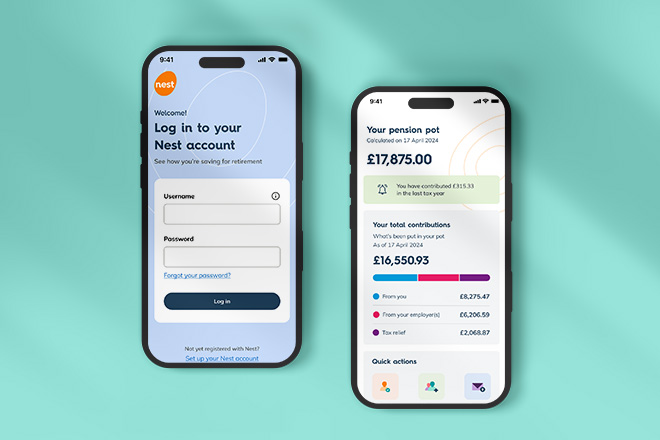 9:41
nest
Welcome!
Log in to your
Nest account
See how you're saving for retirement
Username
Password
Forgot your password?
Log in
Not yet registered with Nest?
Set up your Nest account
9:41
Your pension pot
Calculated on 17 April 2024
£17,875.00
You have contributed £315.33
in the last tax year
Your total contributions
What's been put in your pot
As of 17 April 2024
£16,550.93
From you £8,275.47
From your employer(s) £6,206.59
Tax relief £2,068.87
Quick actions